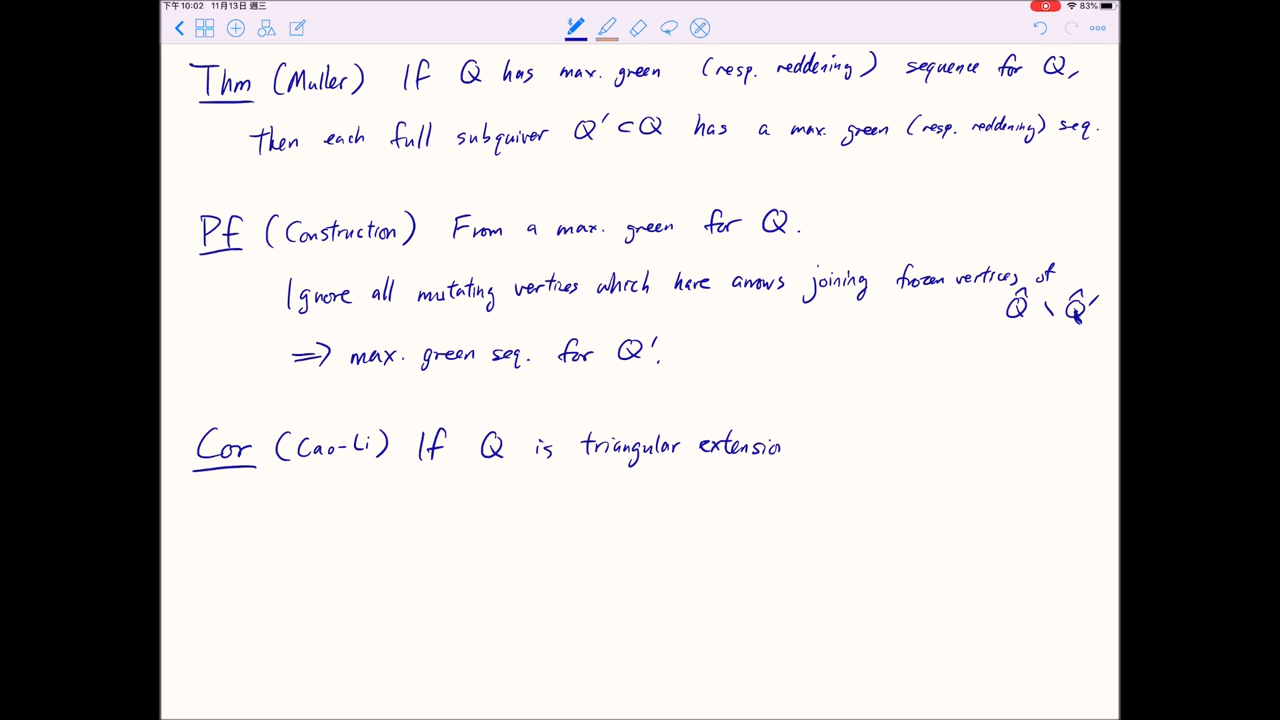 下午10:02 11月13日 週三
83%
Thm (Muller) If Q has max. green (resp. reddening) sequence for Q,
then each full subquiver Q' ⊂ Q has a max. green (resp. reddening) seq.
Pf (Construction) From a max. green for Q.
Ignore all mutating vertices which have arrows joining frozen vertices of
Q̂ \ Q̂'
⇒ max. green seq. for Q'.
Cor (Cao-Li) If Q is triangular extensio